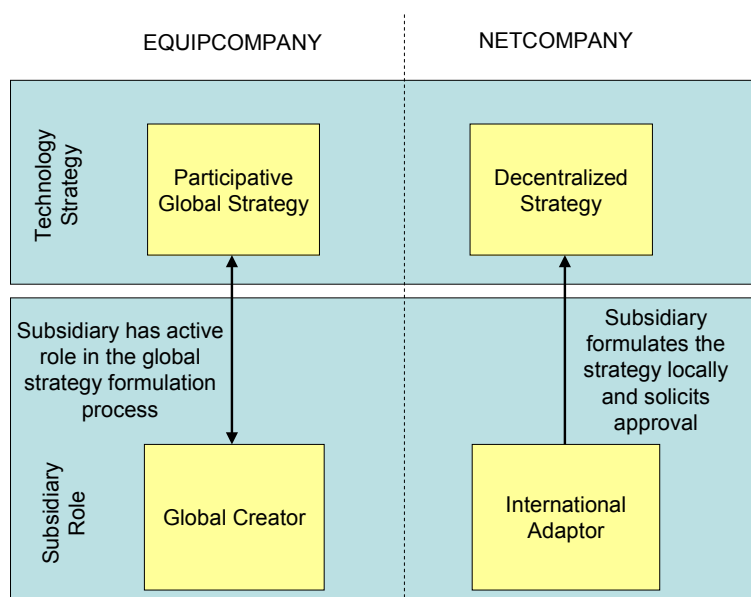 EQUIPCOMPANY
NETCOMPANY
Technology
Strategy
Participative
Global Strategy
Decentralized
Strategy
Subsidiary has active
role in the global
strategy formulation
process
Subsidiary
formulates the
strategy locally
and solicits
approval
Subsidiary
Role
Global Creator
International
Adaptor